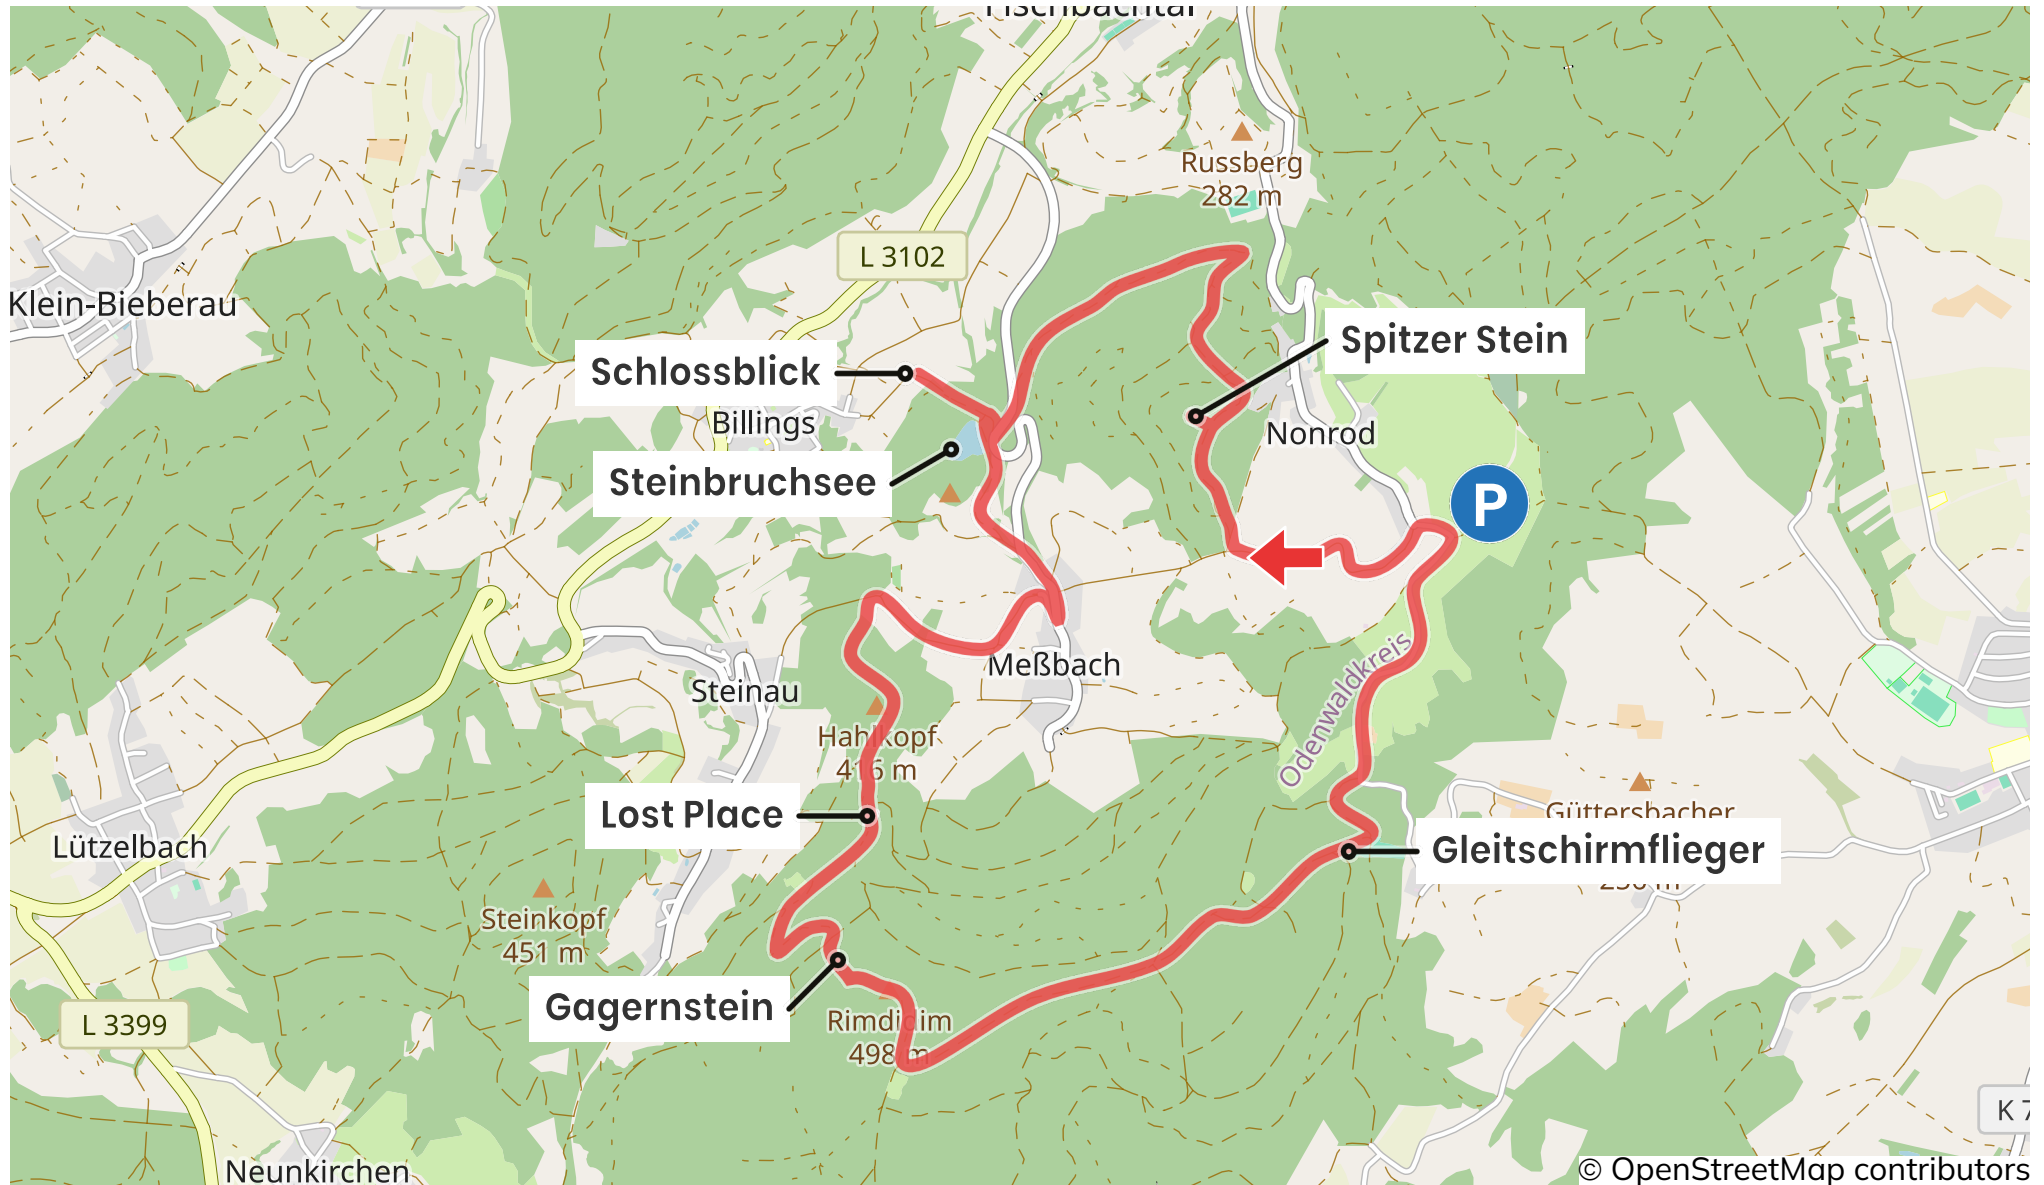 Fischbachtal
Russberg
282 m
L 3102
Klein-Bieberau
Spitzer Stein
Schlossblick
Billings
Nonrod
Steinbruchsee
P
Meßbach
Steinau
Odenwaldkreis
Hahlkopf
416 m
Lost Place
Güttersbacher
Lützelbach
Gleitschirmflieger
Steinkopf
451 m
Gagernstein
Rimdidim
498 m
L 3399
K 7
Neunkirchen
© OpenStreetMap contributors